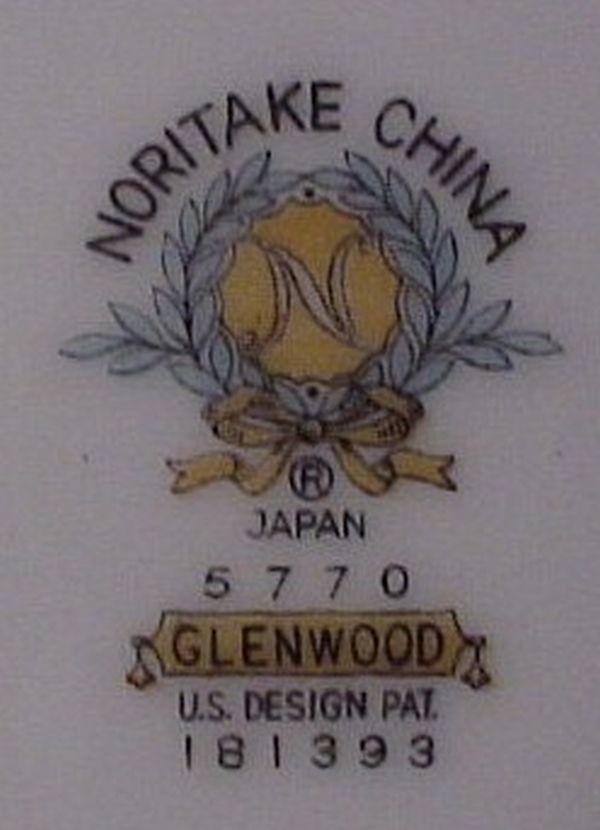 NORITAKE CHINA
N
®
JAPAN
5770
GLENWOOD
U.S. DESIGN PAT.
181393